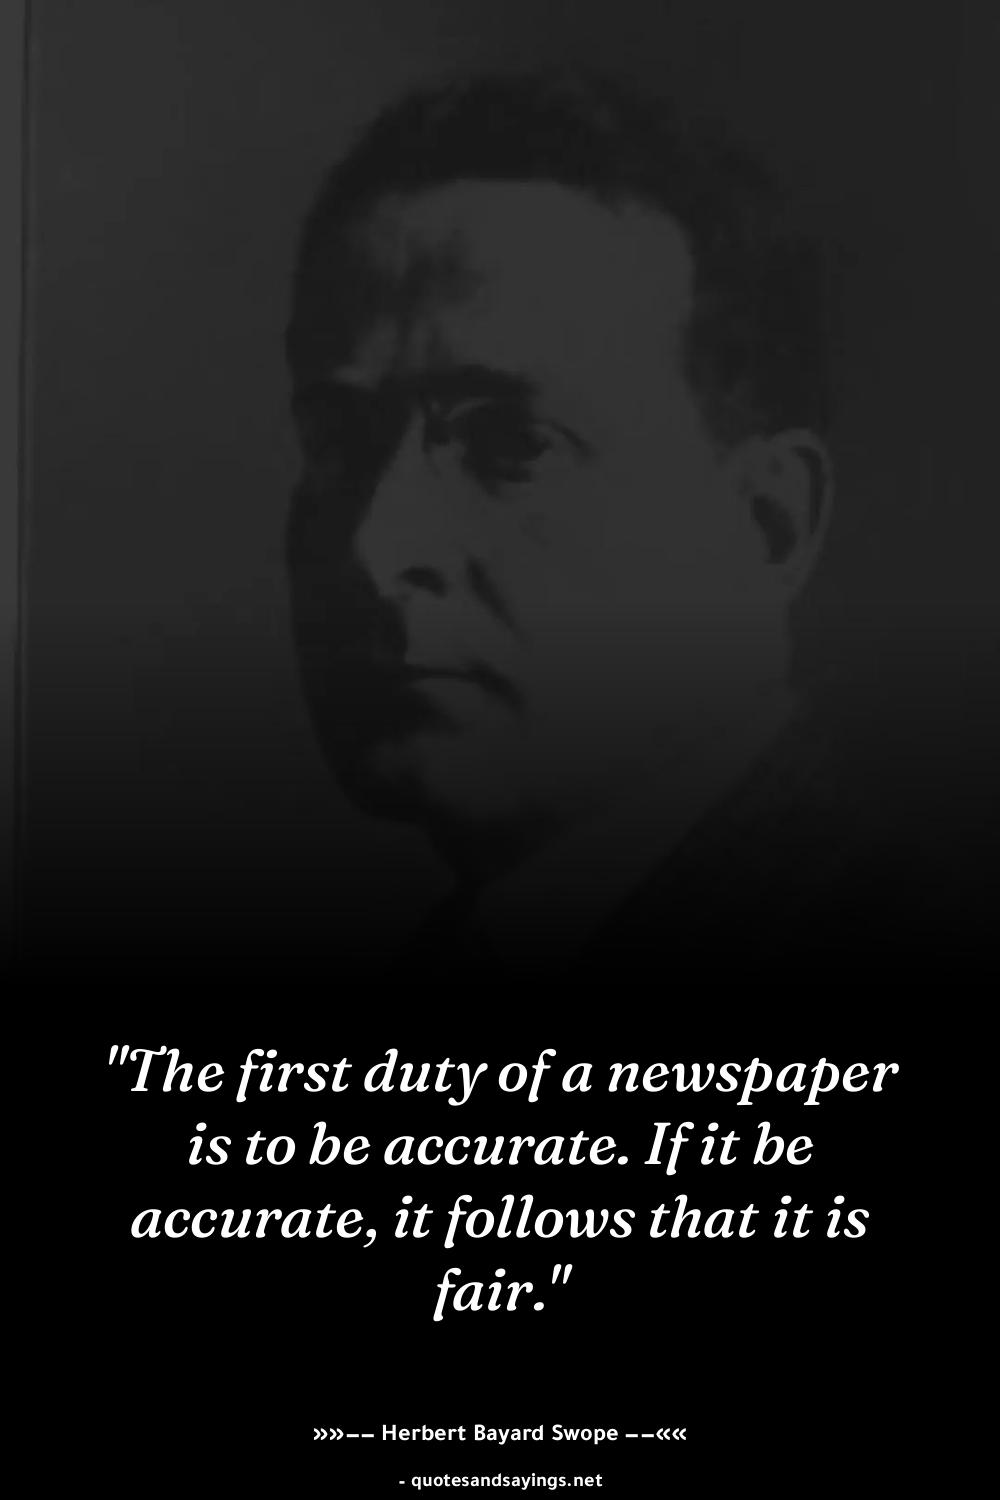 "The first duty of a newspaper
is to be accurate. If it be
accurate, it follows that it is
fair."
»»−− Herbert Bayard Swope −−««
- quotesandsayings.net